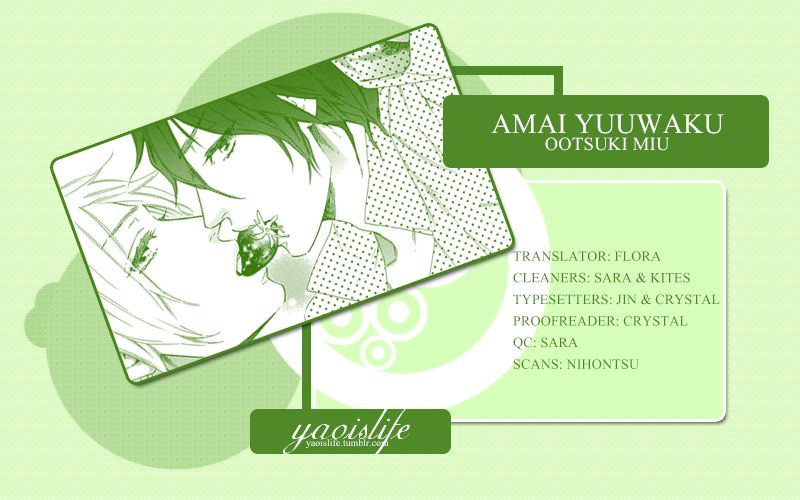 AMAI YUUWAKU
OOTSUKI MIU
TRANSLATOR: FLORA
CLEANERS: SARA & KITES
TYPESETTERS: JIN & CRYSTAL
PROOFREADER: CRYSTAL
QC: SARA
SCANS: NIHONTSU
yaoislife
yaoislife.tumblr.com